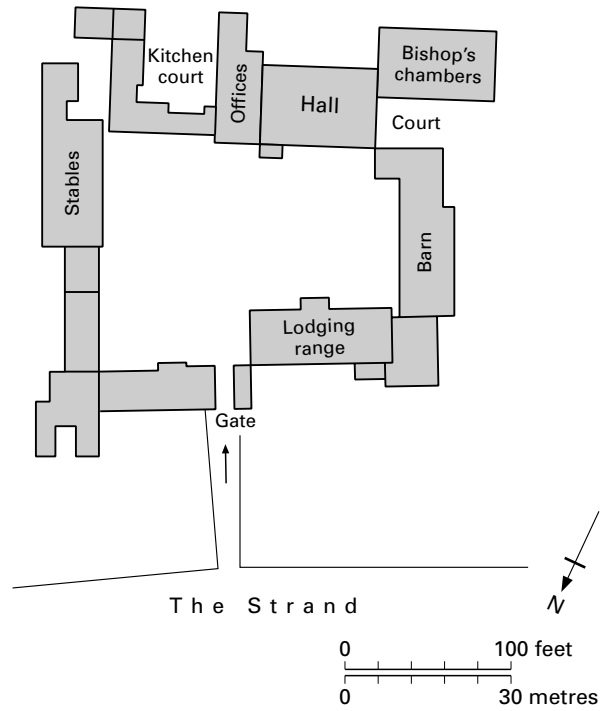 Kitchen
court
Offices
Hall
Bishop's
chambers
Court
Stables
Barn
Lodging
range
Gate
The Strand
N
0 100 feet
0 30 metres